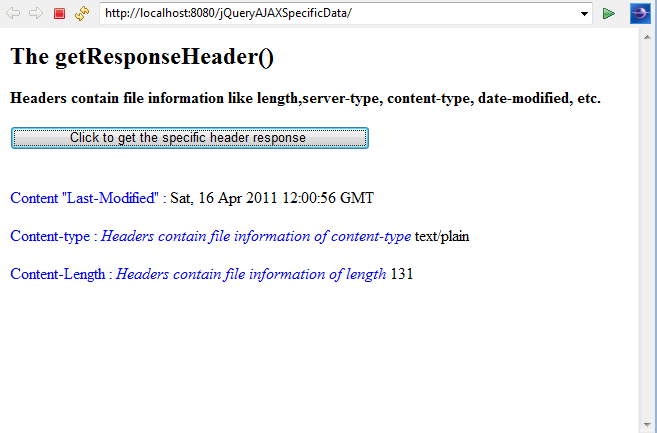 http://localhost:8080/jQueryAJAXSpecificData/
The getResponseHeader()
Headers contain file information like length,server-type, content-type, date-modified, etc.
Click to get the specific header response
Content "Last-Modified" : Sat, 16 Apr 2011 12:00:56 GMT
Content-type : Headers contain file information of content-type text/plain
Content-Length : Headers contain file information of length 131